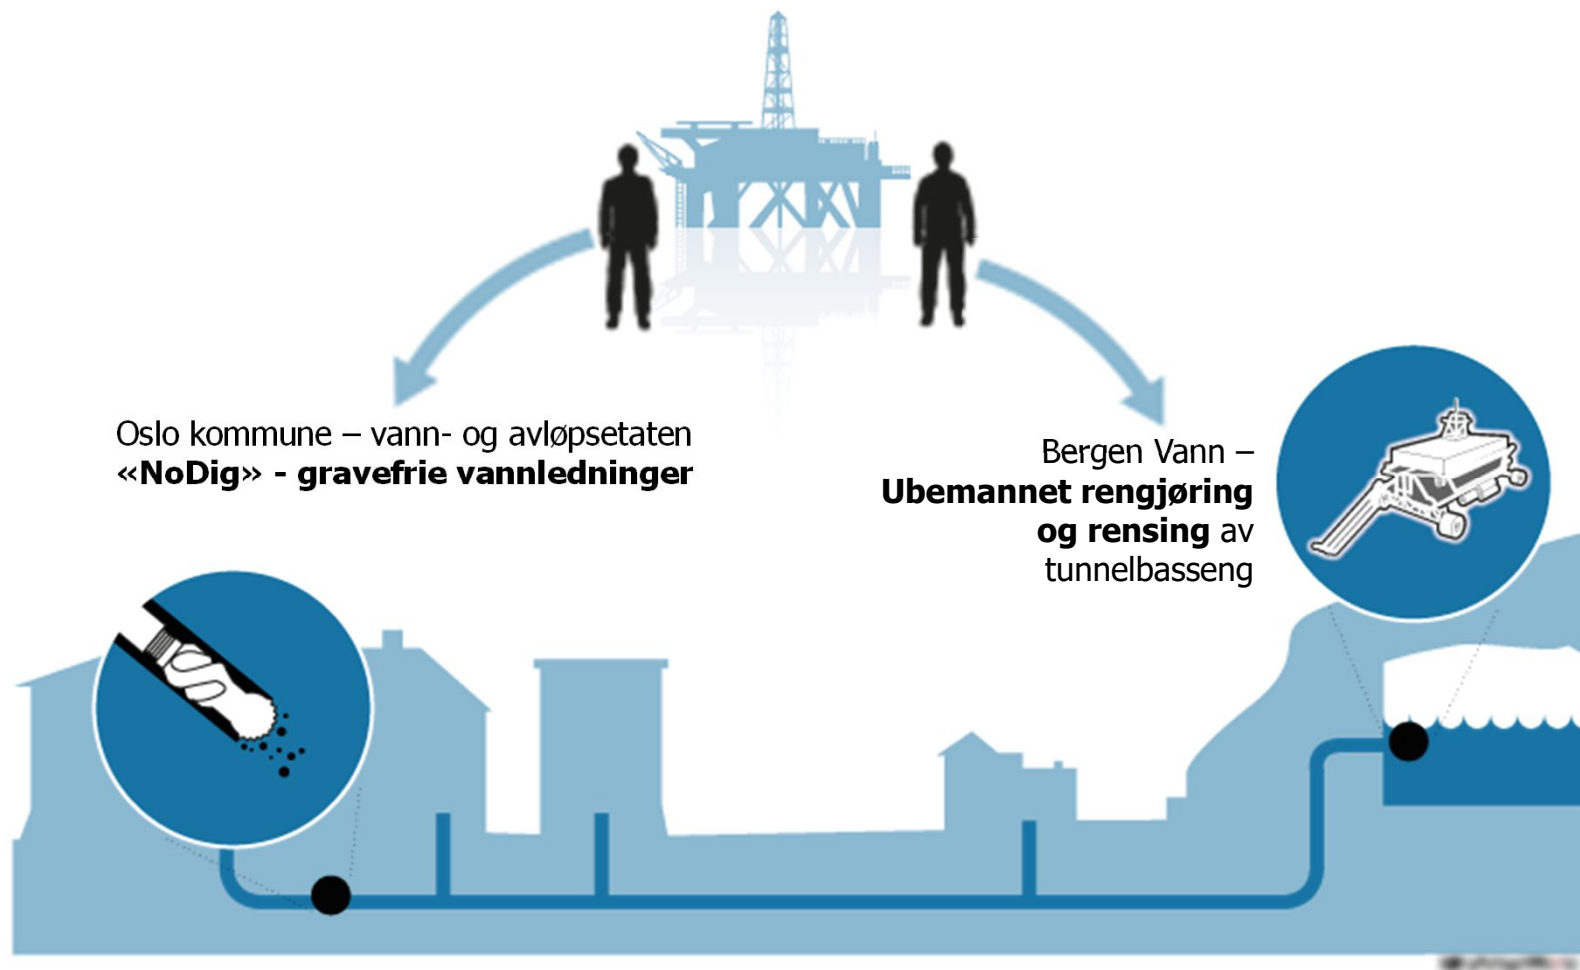 Oslo kommune – vann- og avløpsetaten
«NoDig» - gravefrie vannledninger
Bergen Vann –
Ubemannet rengjøring
og rensing av
tunnelbasseng